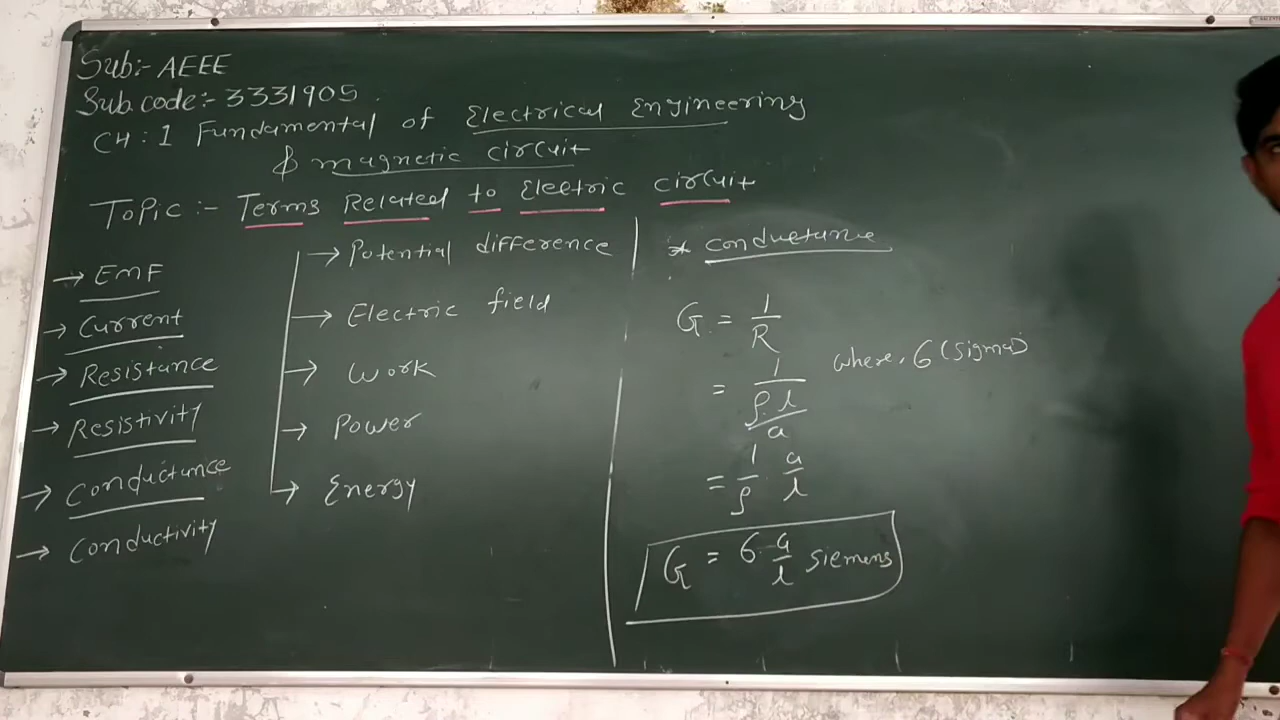 Sub:- AEEE
Sub code:- 3331905
CH:1 Fundamental of Electrical Engineering
& magnetic circuit
Topic:- Terms Related to Electric circuit
→ EMF
→ Current
→ Resistance
→ Resistivity
→ Conductance
→ Conductivity
→ Potential difference
→ Electric field
→ Work
→ Power
→ Energy
* conductance
G = 1/R
= 1/(ρ.l/a)
where, σ (sigma)
= 1/ρ a/l
G = σ. a/l siemens